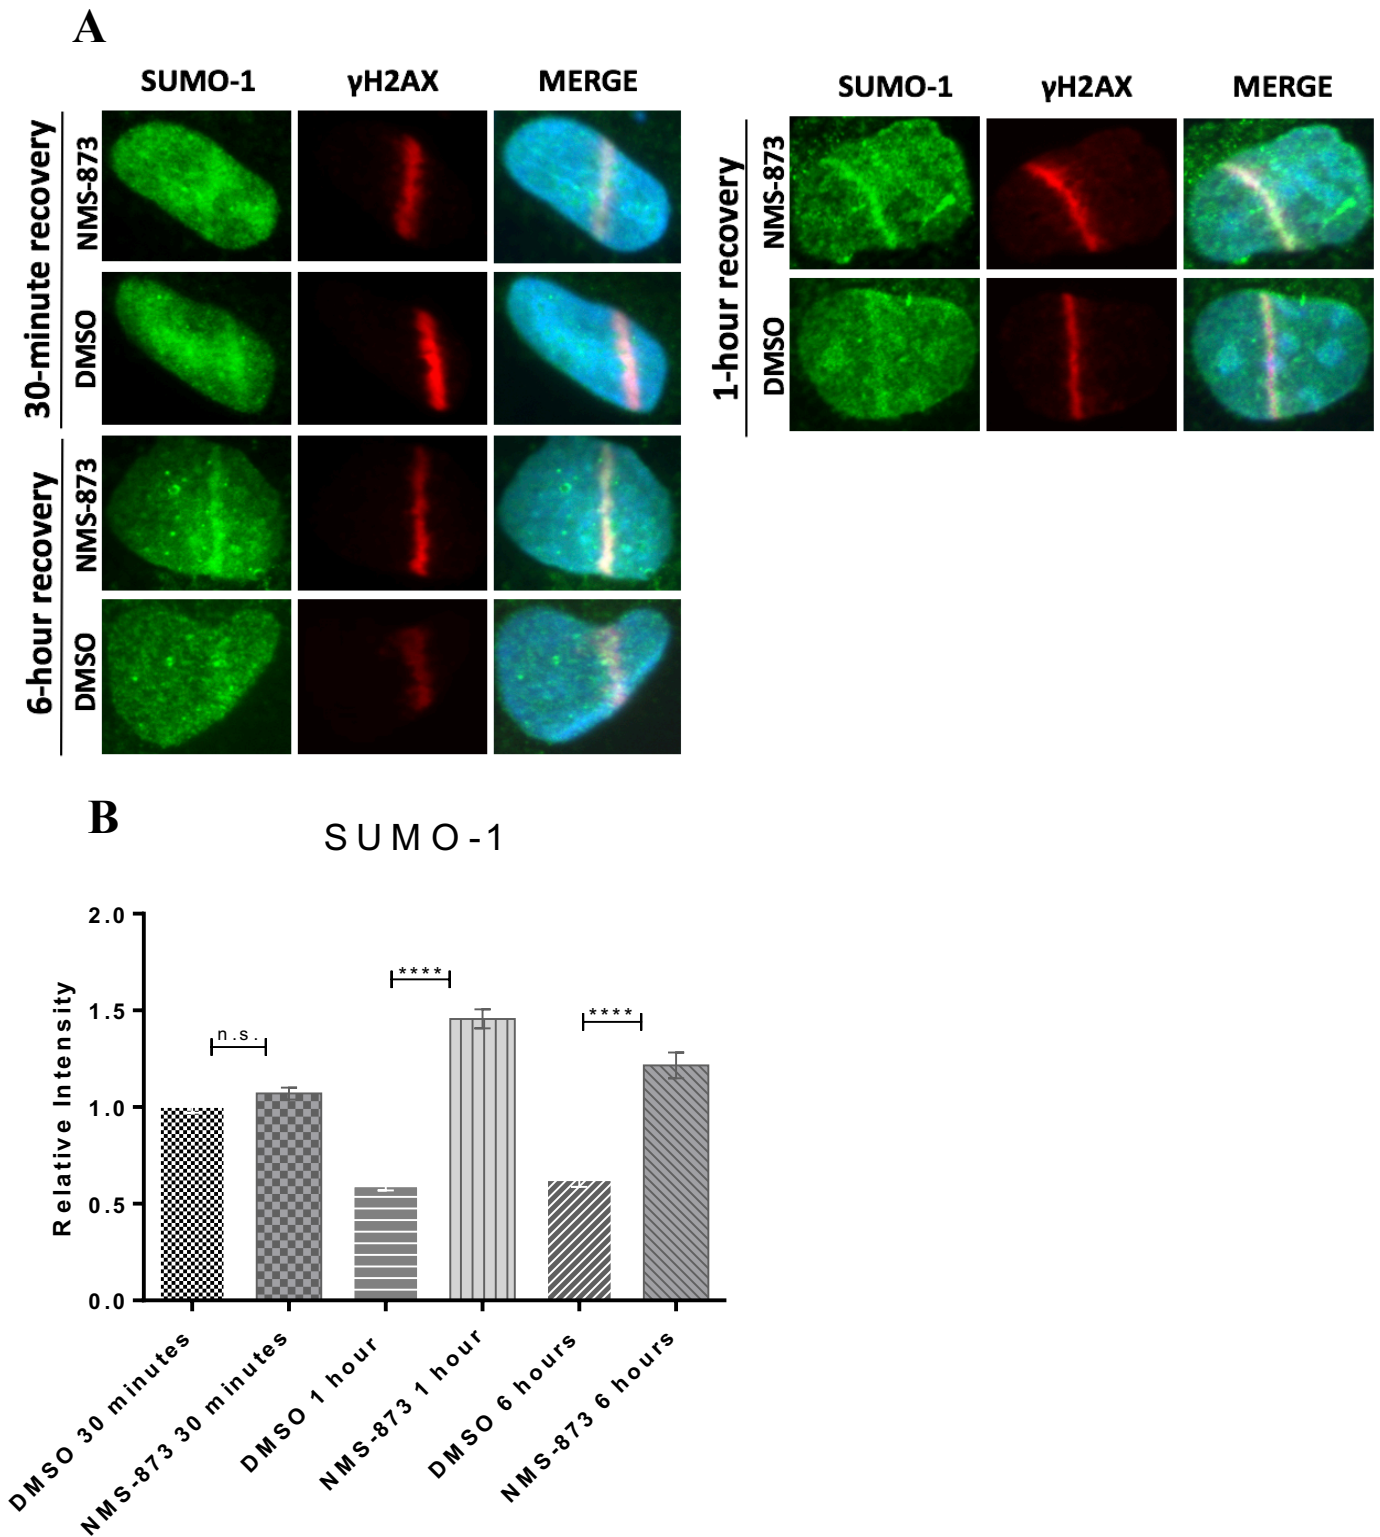 A
SUMO-1 γH2AX MERGE
30-minute recovery
NMS-873
DMSO
6-hour recovery
NMS-873
DMSO
SUMO-1 γH2AX MERGE
1-hour recovery
NMS-873
DMSO
B
SUMO-1
Relative Intensity
2.0
1.5
1.0
0.5
0.0
n.s.
****
****
DMSO 30 minutes
NMS-873 30 minutes
DMSO 1 hour
NMS-873 1 hour
DMSO 6 hours
NMS-873 6 hours